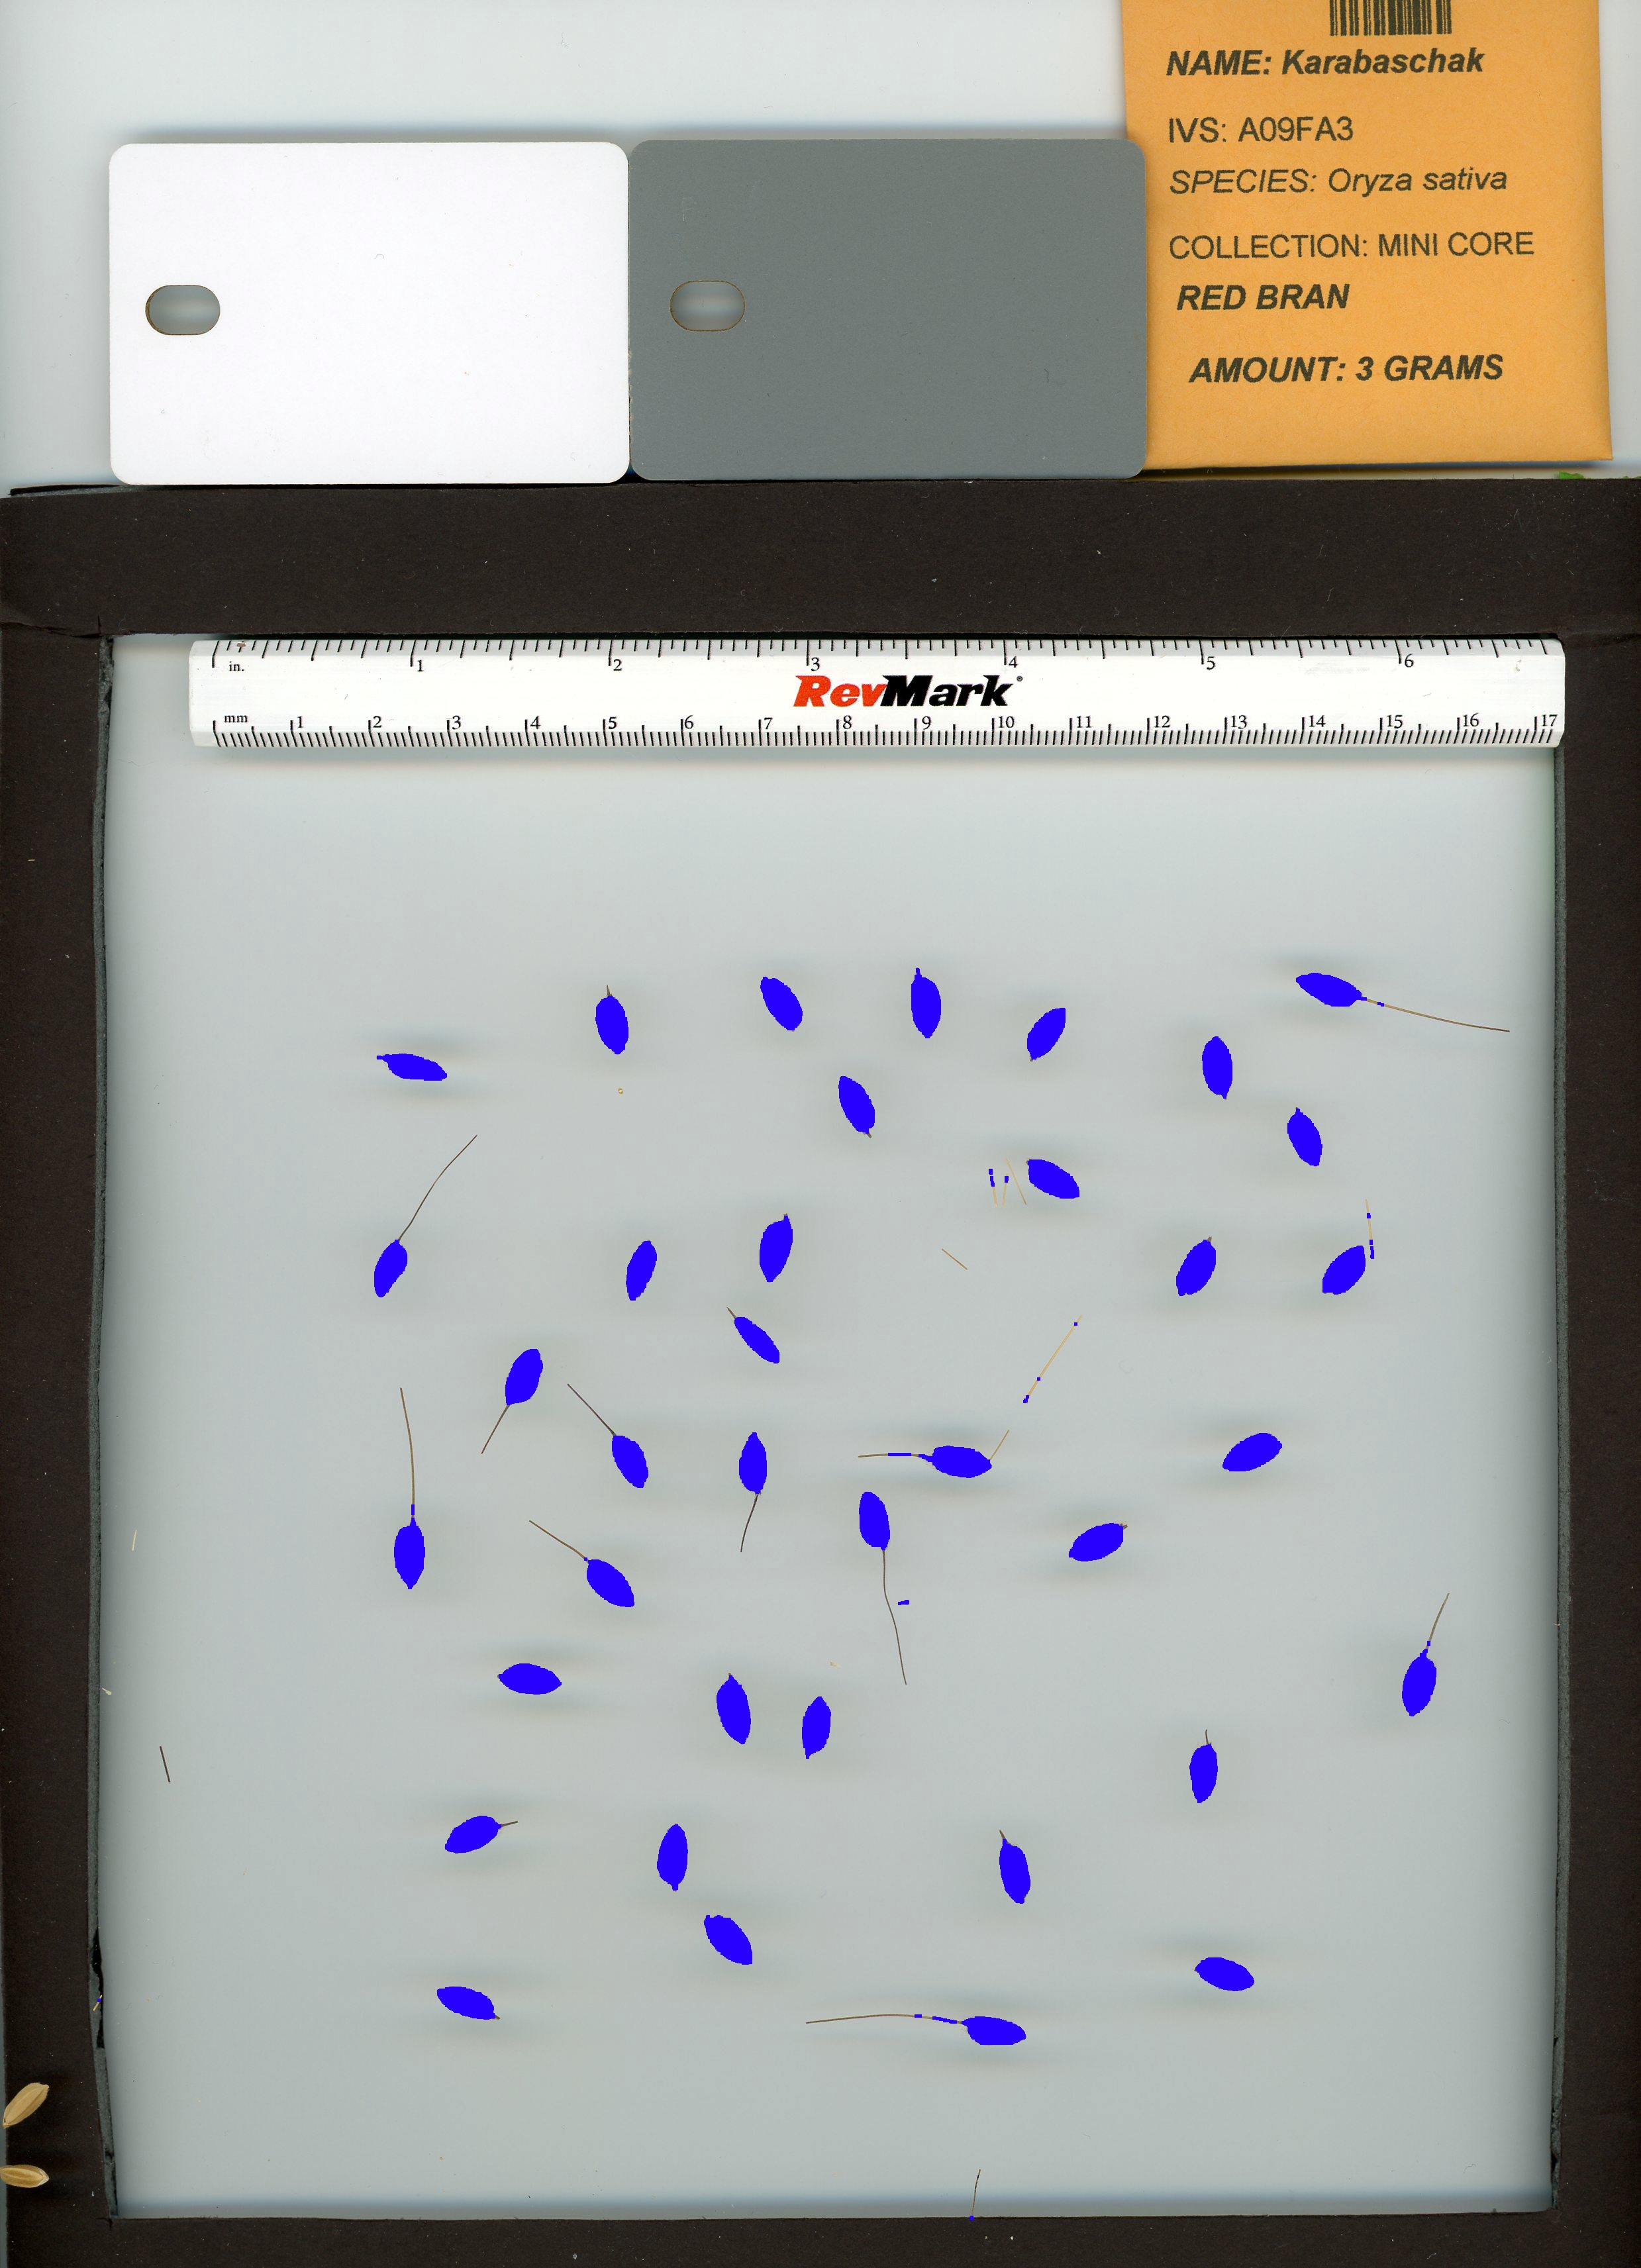 NAME: Karabaschak
IVS: A09FA3
SPECIES: Oryza sativa
COLLECTION: MINI CORE
RED BRAN
AMOUNT: 3 GRAMS
in. 1 2 3 4 5 6
RevMark®
mm 1 2 3 4 5 6 7 8 9 10 11 12 13 14 15 16 17